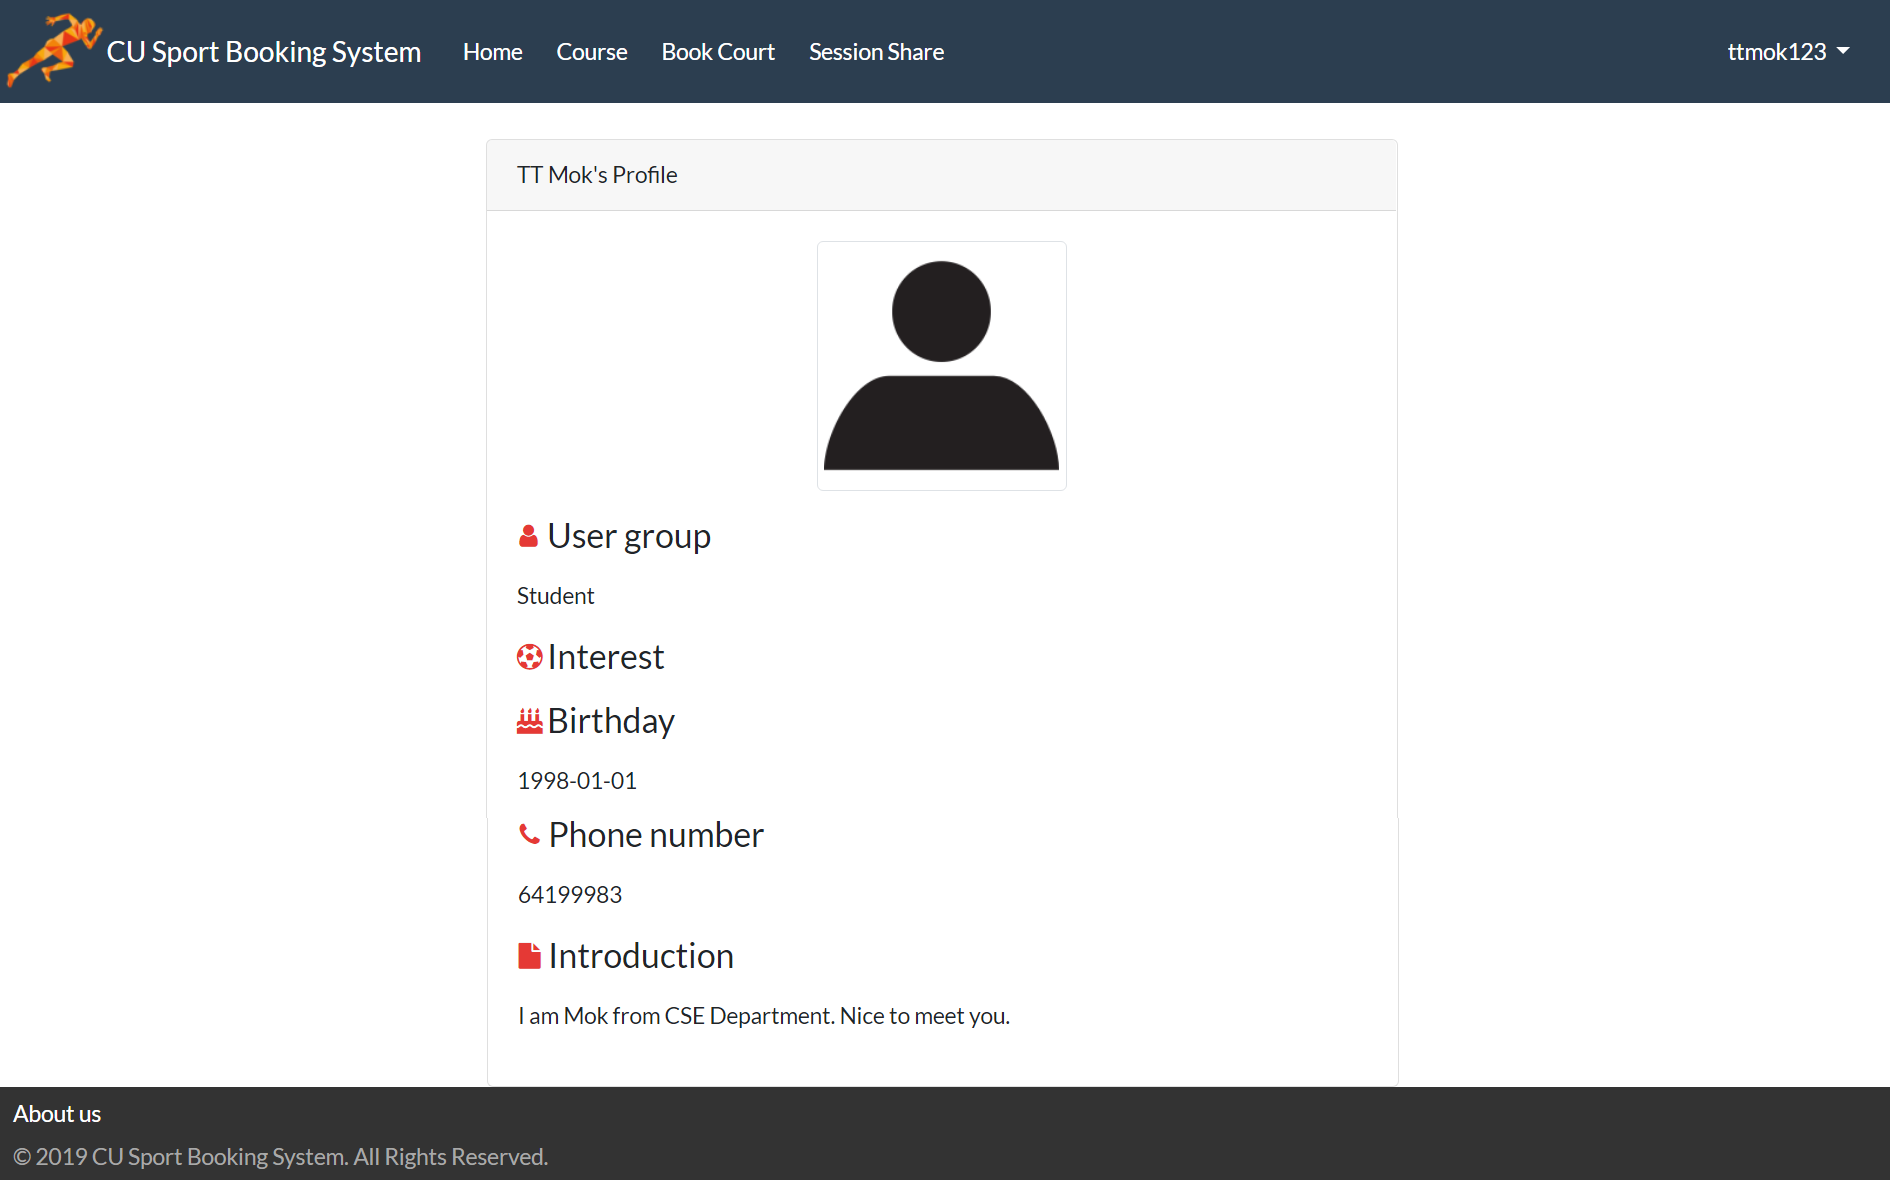 CU Sport Booking System Home Course Book Court Session Share ttmok123
TT Mok's Profile
User group
Student
Interest
Birthday
1998-01-01
Phone number
64199983
Introduction
I am Mok from CSE Department. Nice to meet you.
About us
© 2019 CU Sport Booking System. All Rights Reserved.